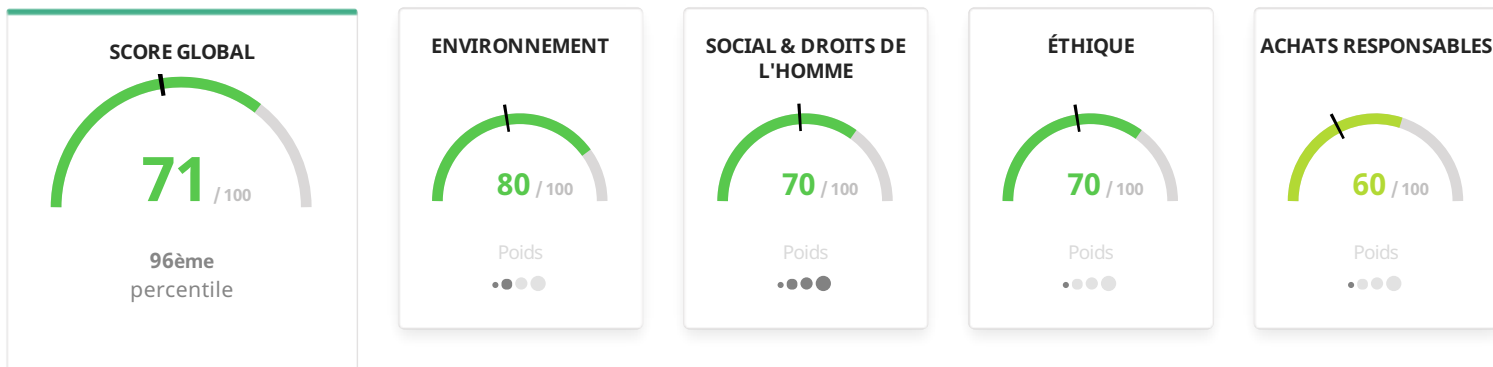 SCORE GLOBAL
71 / 100
96ème
percentile
ENVIRONNEMENT
80 / 100
Poids
SOCIAL & DROITS DE
L'HOMME
70 / 100
Poids
ÉTHIQUE
70 / 100
Poids
ACHATS RESPONSABLES
60 / 100
Poids